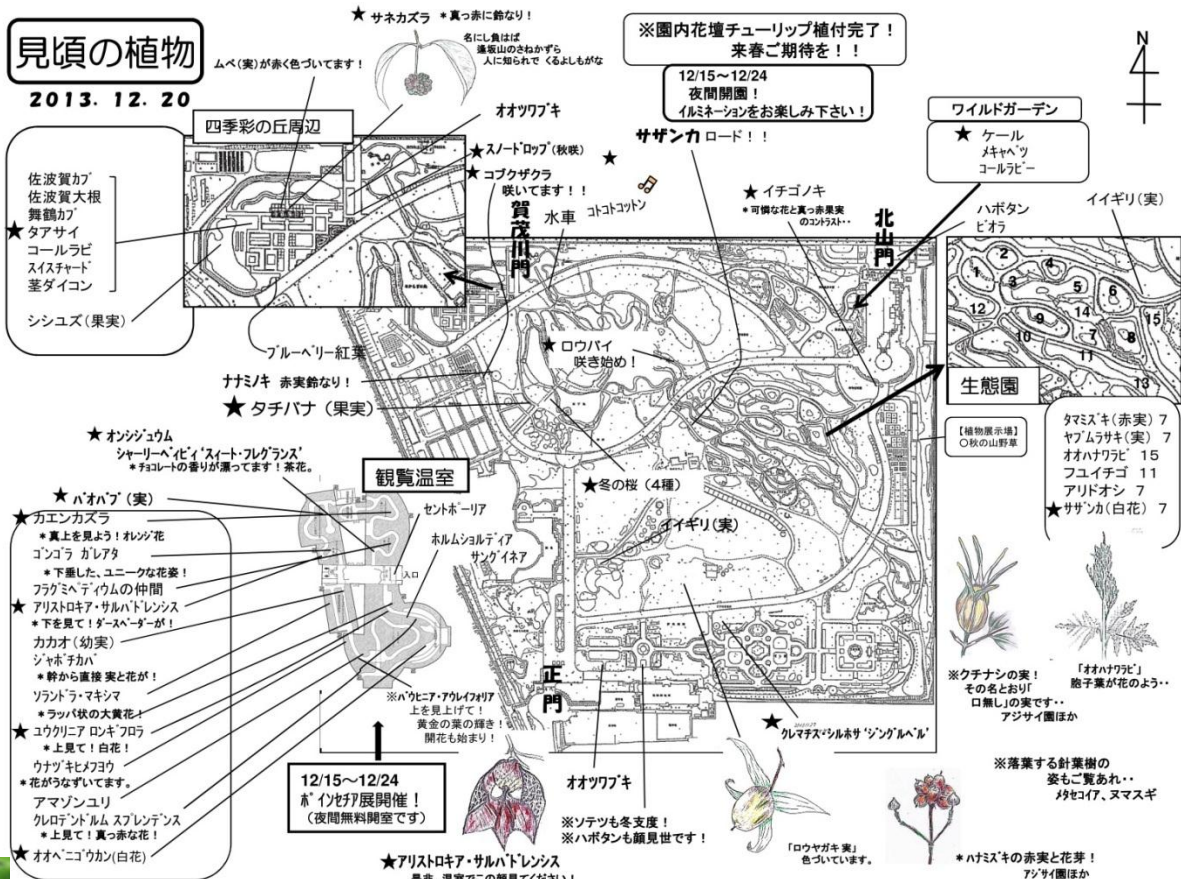 見頃の植物
2013. 12. 20
★ サネカズラ *真っ赤に鈴なり！
名にし負はば
逢坂山のさねかずら
人に知られで くるよしもがな
ムベ（実）が赤く色づいてます！
※園内花壇チューリップ植付完了！
来春ご期待を！！
12/15～12/24
夜間開園！
イルミネーションをお楽しみ下さい！
N
4
ワイルドガーデン
★ ケール
メキャベツ
コールラビー
四季彩の丘周辺
オオツワブキ
★スノードロップ(秋咲)
★コブクザクラ
咲いてます！！
サザンカ ロード！！
★
コトコトコットン
水車
賀茂川門
★イチゴノキ
*可憐な花と真っ赤果実
のコントラスト・・
北山門
ハボタン
ビオラ
イイギリ(実)
佐波賀カブ
佐波賀大根
舞鶴カブ
★タアサイ
コールラビ
スイスチャード
茎ダイコン
シシユズ(果実)
ブルーベリー紅葉
ナナミノキ 赤実鈴なり！
★ タチバナ（果実）
★ロウバイ
咲き始め！
1
2
3
4
5
6
7
8
9
10
11
12
13
14
15
生態園
【植物展示場】
〇秋の山野草
タマミズキ(赤実) 7
ヤブムラサキ(実) 7
オオハナワラビ 15
フユイチゴ 11
アリドオシ 7
★サザンカ(白花) 7
★冬の桜（4種）
イイギリ(実)
★オンシジュウム
シャーリーベイビィ‘スィート・フレグランス’
*チョコレートの香りが漂ってます！茶花。
観覧温室
★バオバブ（実）
★カエンカズラ
*真上を見よう！オレンジ花
ゴンゴラ ガレアタ
*下垂した、ユニークな花姿！
フラグミペディウムの仲間
★アリストロキア・サルバドレンシス
*下を見て！ダースベーダーが！
カカオ（幼実）
ジャボチカバ
*幹から直接 実と花が！
ソランドラ・マキシマ
*ラッパ状の大黄花！
★ユウクリニア ロンギフロラ
*上見て！白花！
ウナヅキヒメフヨウ
*花がうなずいてます。
アマゾンユリ
クレロデンドルム スプレンデンス
*上見て！真っ赤な花！
★オオベニゴウカン(白花)
セントポーリア
ホルムショルディア
サングイネア
入口
※バウヒニア・アウレイフォリア
上を見上げて！
黄金の葉の輝き！
開花も始まり！
12/15～12/24
ポインセチア展開催！
（夜間無料開室です）
正門
オオツワブキ
※ソテツも冬支度！
※ハボタンも顔見世です！
★アリストロキア・サルバドレンシス
是非、温室でこの顔見てください！
★
クレマチス・シルホサ ‘ジングルベル’
「ロウヤガキ 実」
色づいています。
※クチナシの実！
その名とおり「
口無し」の実です・・
アジサイ園ほか
「オオハナワラビ」
胞子葉が花のよう・・
※落葉する針葉樹の
姿もご覧あれ・・
メタセコイア、ヌマスギ
*ハナミズキの赤実と花芽！
アジサイ園ほか